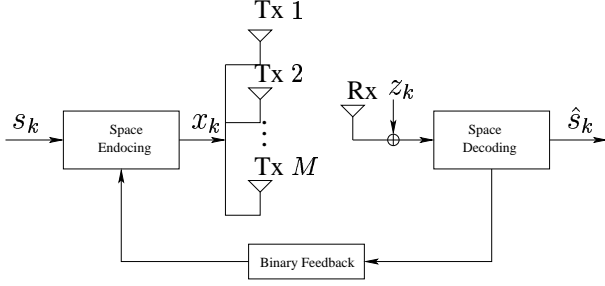 Tx 1
Tx 2
Tx M
Rx
z_k
s_k
Space
Endocing
x_k
Space
Decoding
ŝ_k
Binary Feedback